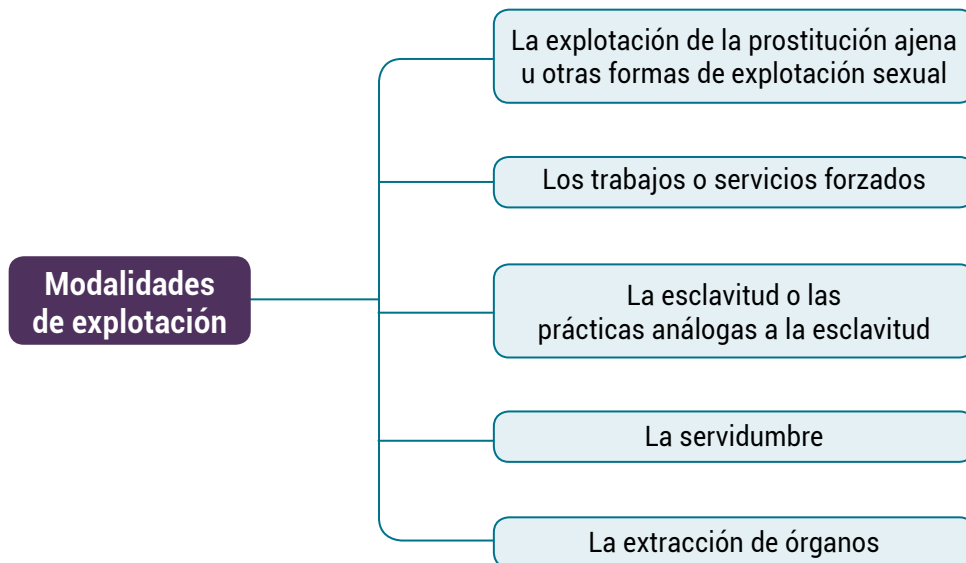 La explotación de la prostitución ajena
u otras formas de explotación sexual
Los trabajos o servicios forzados
Modalidades
de explotación
La esclavitud o las
prácticas análogas a la esclavitud
La servidumbre
La extracción de órganos